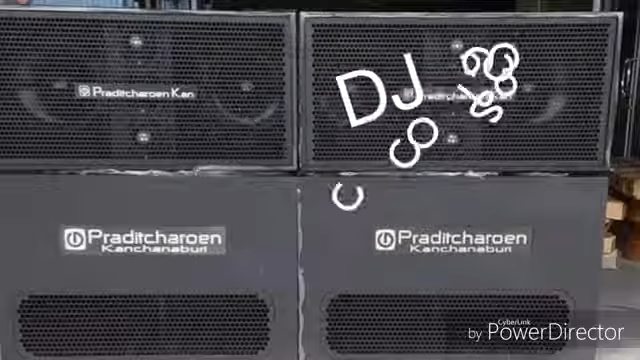 Praditcharoen Kan
DJ
Praditcharoen
Kanchanaburi
Praditcharoen
Kanchanaburi
CyberLink
by PowerDirector